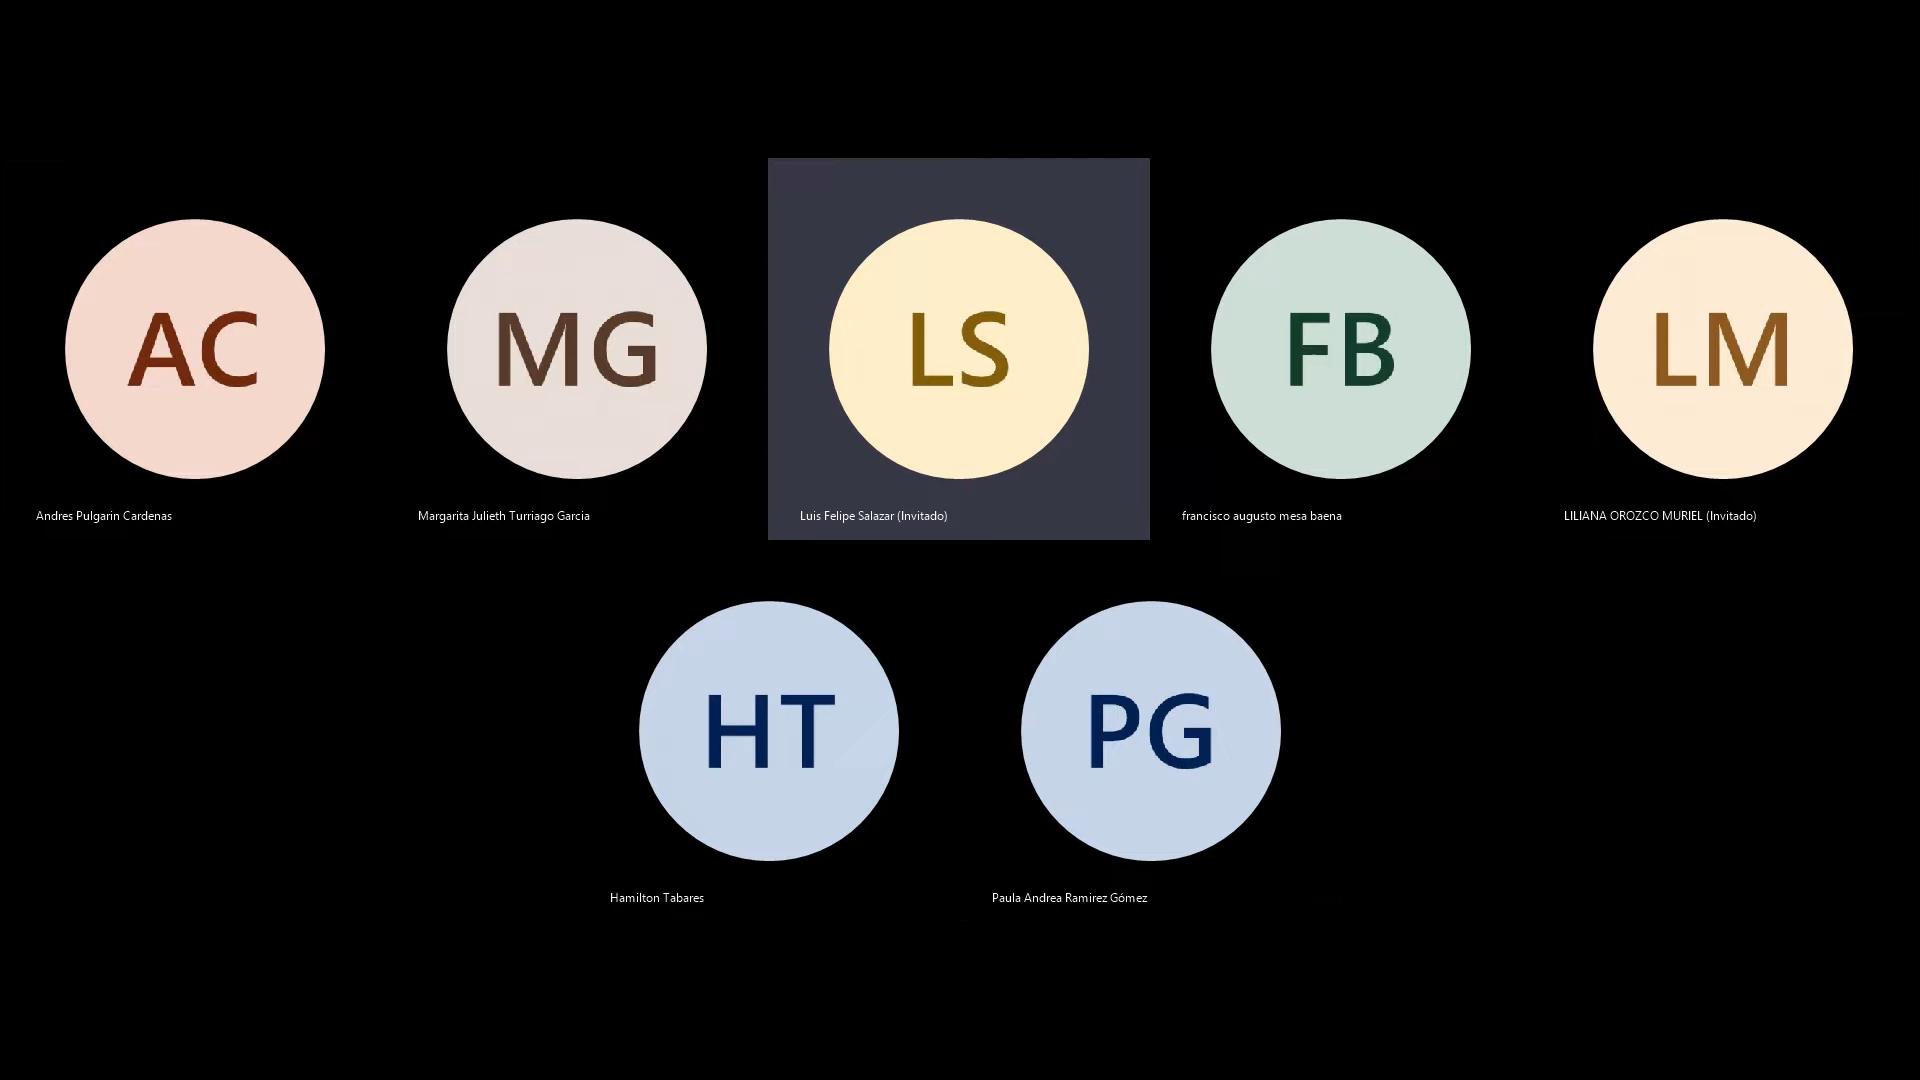 AC
MG
LS
FB
LM
Andres Pulgarin Cardenas
Margarita Julieth Turriago Garcia
Luis Felipe Salazar (Invitado)
francisco augusto mesa baena
LILIANA OROZCO MURIEL (Invitado)
HT
PG
Hamilton Tabares
Paula Andrea Ramirez Gómez